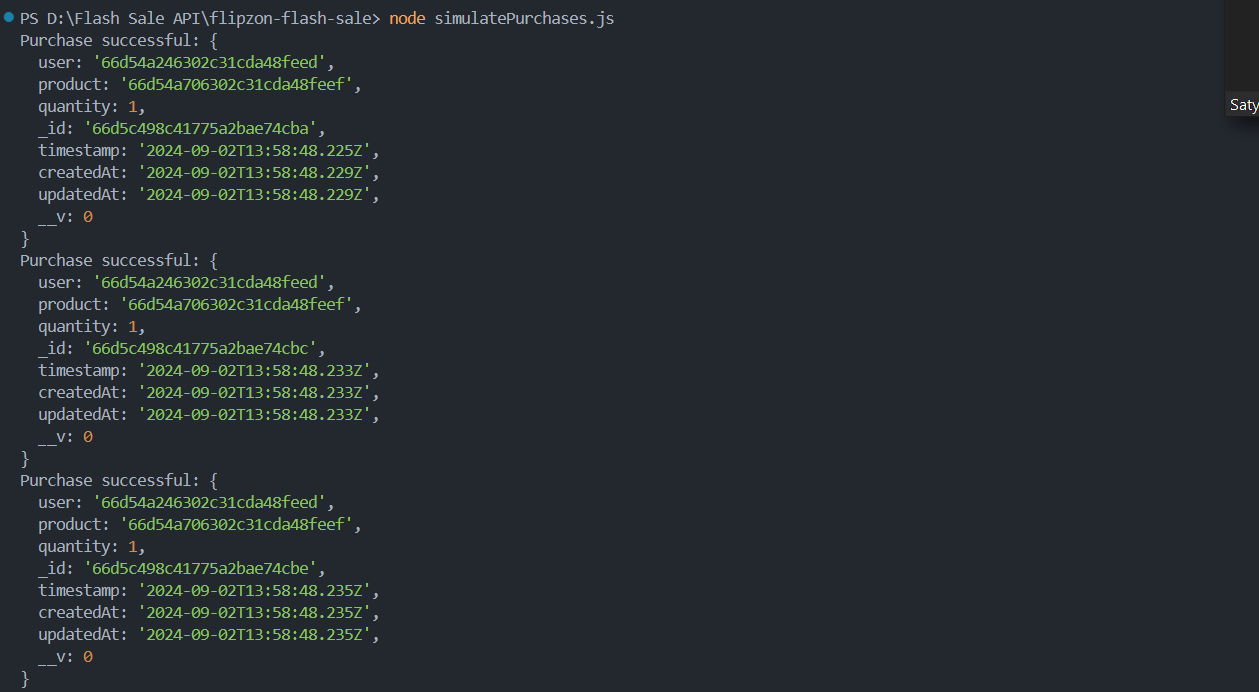 PS D:\Flash Sale API\flipzon-flash-sale> node simulatePurchases.js
Purchase successful: {
  user: '66d54a246302c31cda48feed',
  product: '66d54a706302c31cda48feef',
  quantity: 1,
  _id: '66d5c498c41775a2bae74cba',
  timestamp: '2024-09-02T13:58:48.225Z',
  createdAt: '2024-09-02T13:58:48.229Z',
  updatedAt: '2024-09-02T13:58:48.229Z',
  __v: 0
}
Purchase successful: {
  user: '66d54a246302c31cda48feed',
  product: '66d54a706302c31cda48feef',
  quantity: 1,
  _id: '66d5c498c41775a2bae74cbc',
  timestamp: '2024-09-02T13:58:48.233Z',
  createdAt: '2024-09-02T13:58:48.233Z',
  updatedAt: '2024-09-02T13:58:48.233Z',
  __v: 0
}
Purchase successful: {
  user: '66d54a246302c31cda48feed',
  product: '66d54a706302c31cda48feef',
  quantity: 1,
  _id: '66d5c498c41775a2bae74cbe',
  timestamp: '2024-09-02T13:58:48.235Z',
  createdAt: '2024-09-02T13:58:48.235Z',
  updatedAt: '2024-09-02T13:58:48.235Z',
  __v: 0
}
Saty